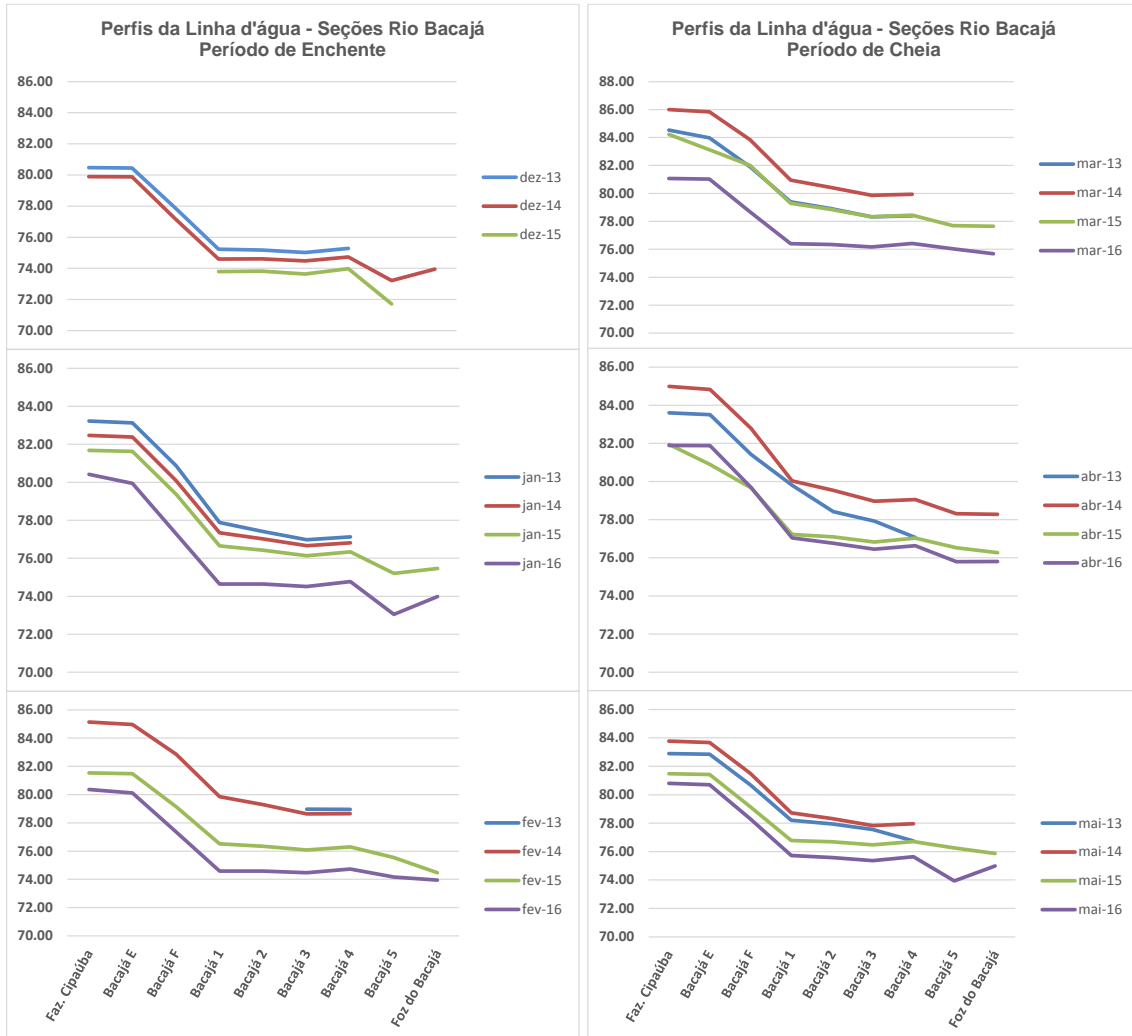 Perfis da Linha d'água - Seções Rio Bacajá
Período de Enchente
86.00
84.00
82.00
80.00
78.00
76.00
74.00
72.00
70.00
dez-13
dez-14
dez-15
86.00
84.00
82.00
80.00
78.00
76.00
74.00
72.00
70.00
jan-13
jan-14
jan-15
jan-16
86.00
84.00
82.00
80.00
78.00
76.00
74.00
72.00
70.00
fev-13
fev-14
fev-15
fev-16
Faz. Cipaúba
Bacajá E
Bacajá F
Bacajá 1
Bacajá 2
Bacajá 3
Bacajá 4
Bacajá 5
Foz do Bacajá
Perfis da Linha d'água - Seções Rio Bacajá
Período de Cheia
88.00
86.00
84.00
82.00
80.00
78.00
76.00
74.00
72.00
70.00
mar-13
mar-14
mar-15
mar-16
86.00
84.00
82.00
80.00
78.00
76.00
74.00
72.00
70.00
abr-13
abr-14
abr-15
abr-16
86.00
84.00
82.00
80.00
78.00
76.00
74.00
72.00
70.00
mai-13
mai-14
mai-15
mai-16
Faz. Cipaúba
Bacajá E
Bacajá F
Bacajá 1
Bacajá 2
Bacajá 3
Bacajá 4
Bacajá 5
Foz do Bacajá